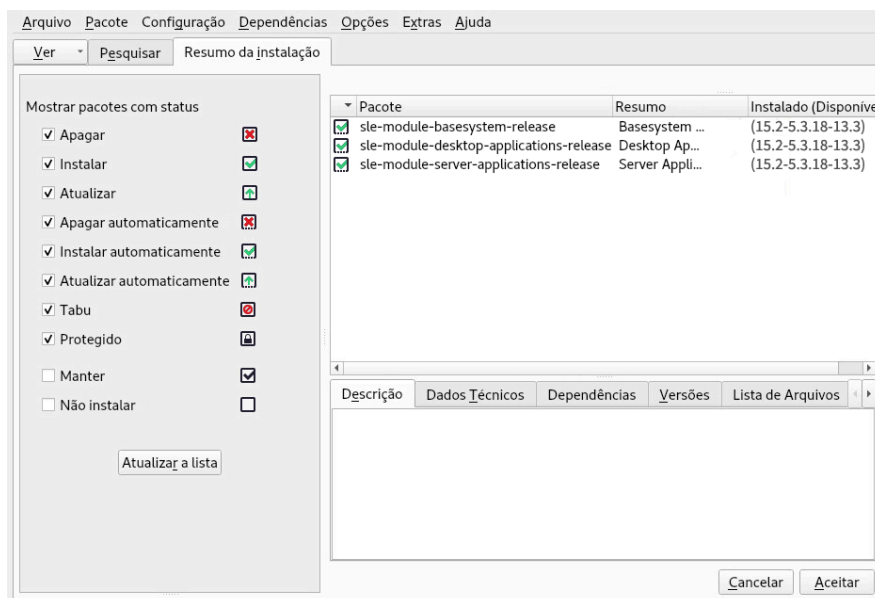 Arquivo Pacote Configuração Dependências Opções Extras Ajuda
Ver Pesquisar Resumo da instalação
Mostrar pacotes com status
Apagar
Instalar
Atualizar
Apagar automaticamente
Instalar automaticamente
Atualizar automaticamente
Tabu
Protegido
Manter
Não instalar
Atualizar a lista
Pacote Resumo Instalado (Disponíve
sle-module-basesystem-release Basesystem ... (15.2-5.3.18-13.3)
sle-module-desktop-applications-release Desktop Ap... (15.2-5.3.18-13.3)
sle-module-server-applications-release Server Appli... (15.2-5.3.18-13.3)
Descrição Dados Técnicos Dependências Versões Lista de Arquivos
Cancelar Aceitar